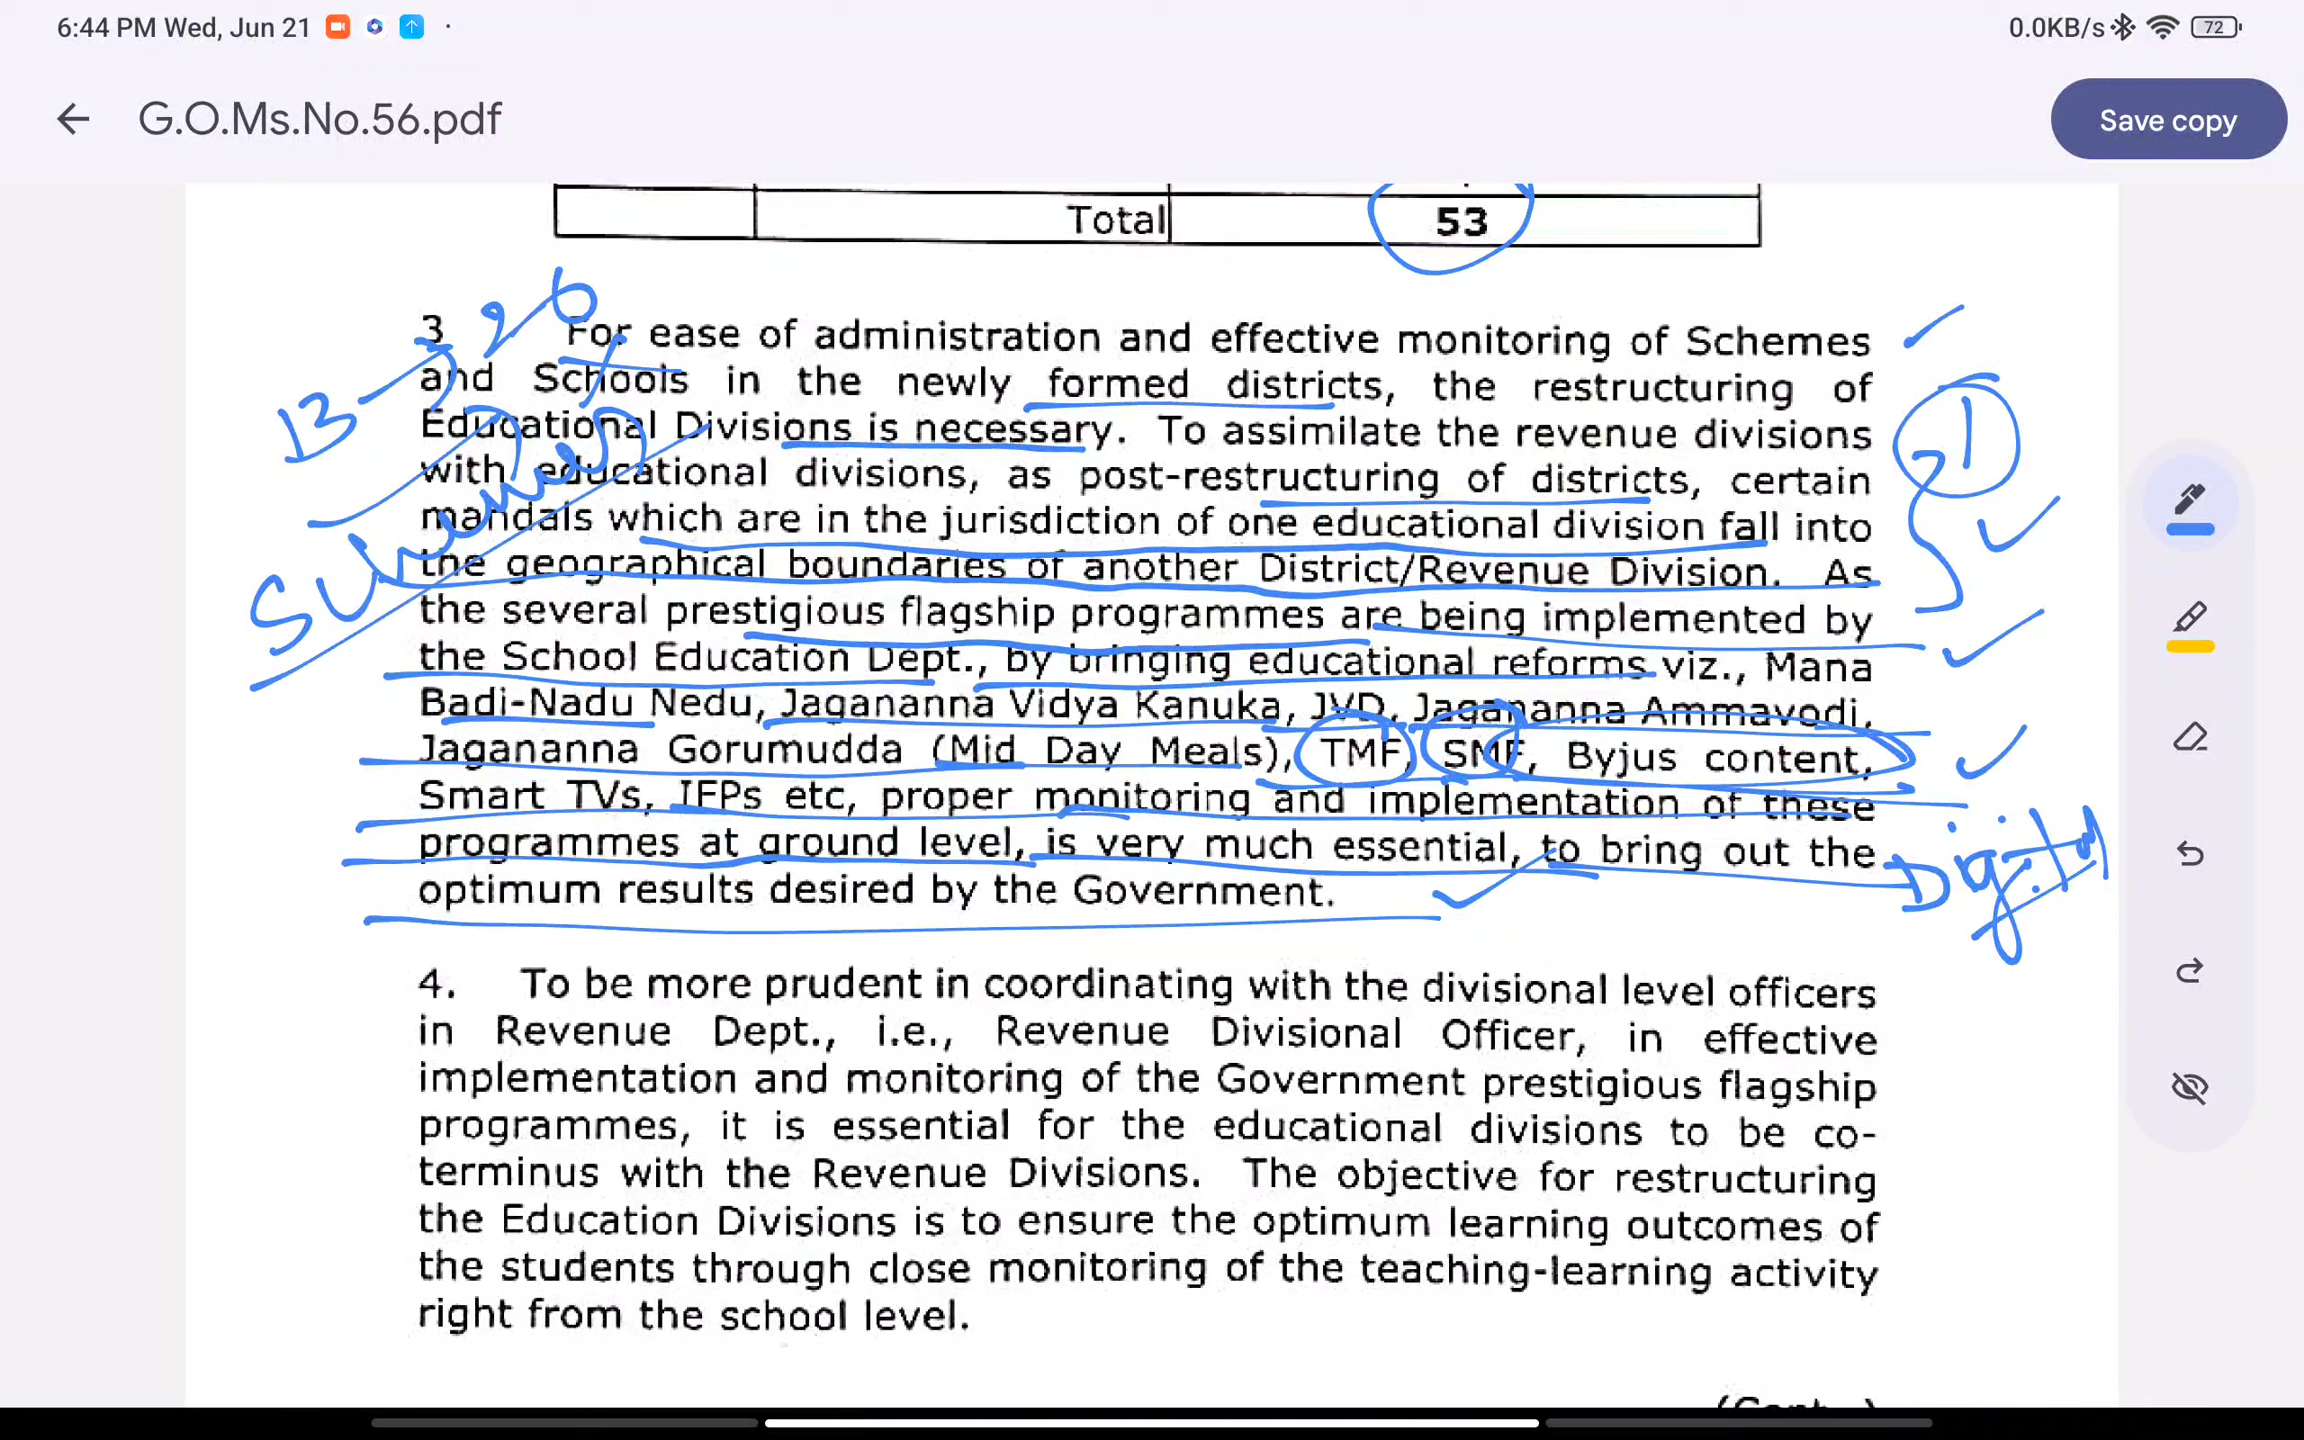 6:44 PM Wed, Jun 21
0.0KB/s
72
G.O.Ms.No.56.pdf
Save copy
Total 53
13 → 26
Schemes
1
3 For ease of administration and effective monitoring of Schemes
and Schools in the newly formed districts, the restructuring of
Educational Divisions is necessary. To assimilate the revenue divisions
with educational divisions, as post-restructuring of districts, certain
mandals which are in the jurisdiction of one educational division fall into
the geographical boundaries of another District/Revenue Division. As
the several prestigious flagship programmes are being implemented by
the School Education Dept., by bringing educational reforms viz., Mana
Badi-Nadu Nedu, Jagananna Vidya Kanuka, JVD, Jagananna Ammavodi,
Jagananna Gorumudda (Mid Day Meals), TMF, SMF, Byjus content,
Smart TVs, IFPs etc, proper monitoring and implementation of these
programmes at ground level, is very much essential, to bring out the
optimum results desired by the Government.
Digital
4. To be more prudent in coordinating with the divisional level officers
in Revenue Dept., i.e., Revenue Divisional Officer, in effective
implementation and monitoring of the Government prestigious flagship
programmes, it is essential for the educational divisions to be co-
terminus with the Revenue Divisions. The objective for restructuring
the Education Divisions is to ensure the optimum learning outcomes of
the students through close monitoring of the teaching-learning activity
right from the school level.